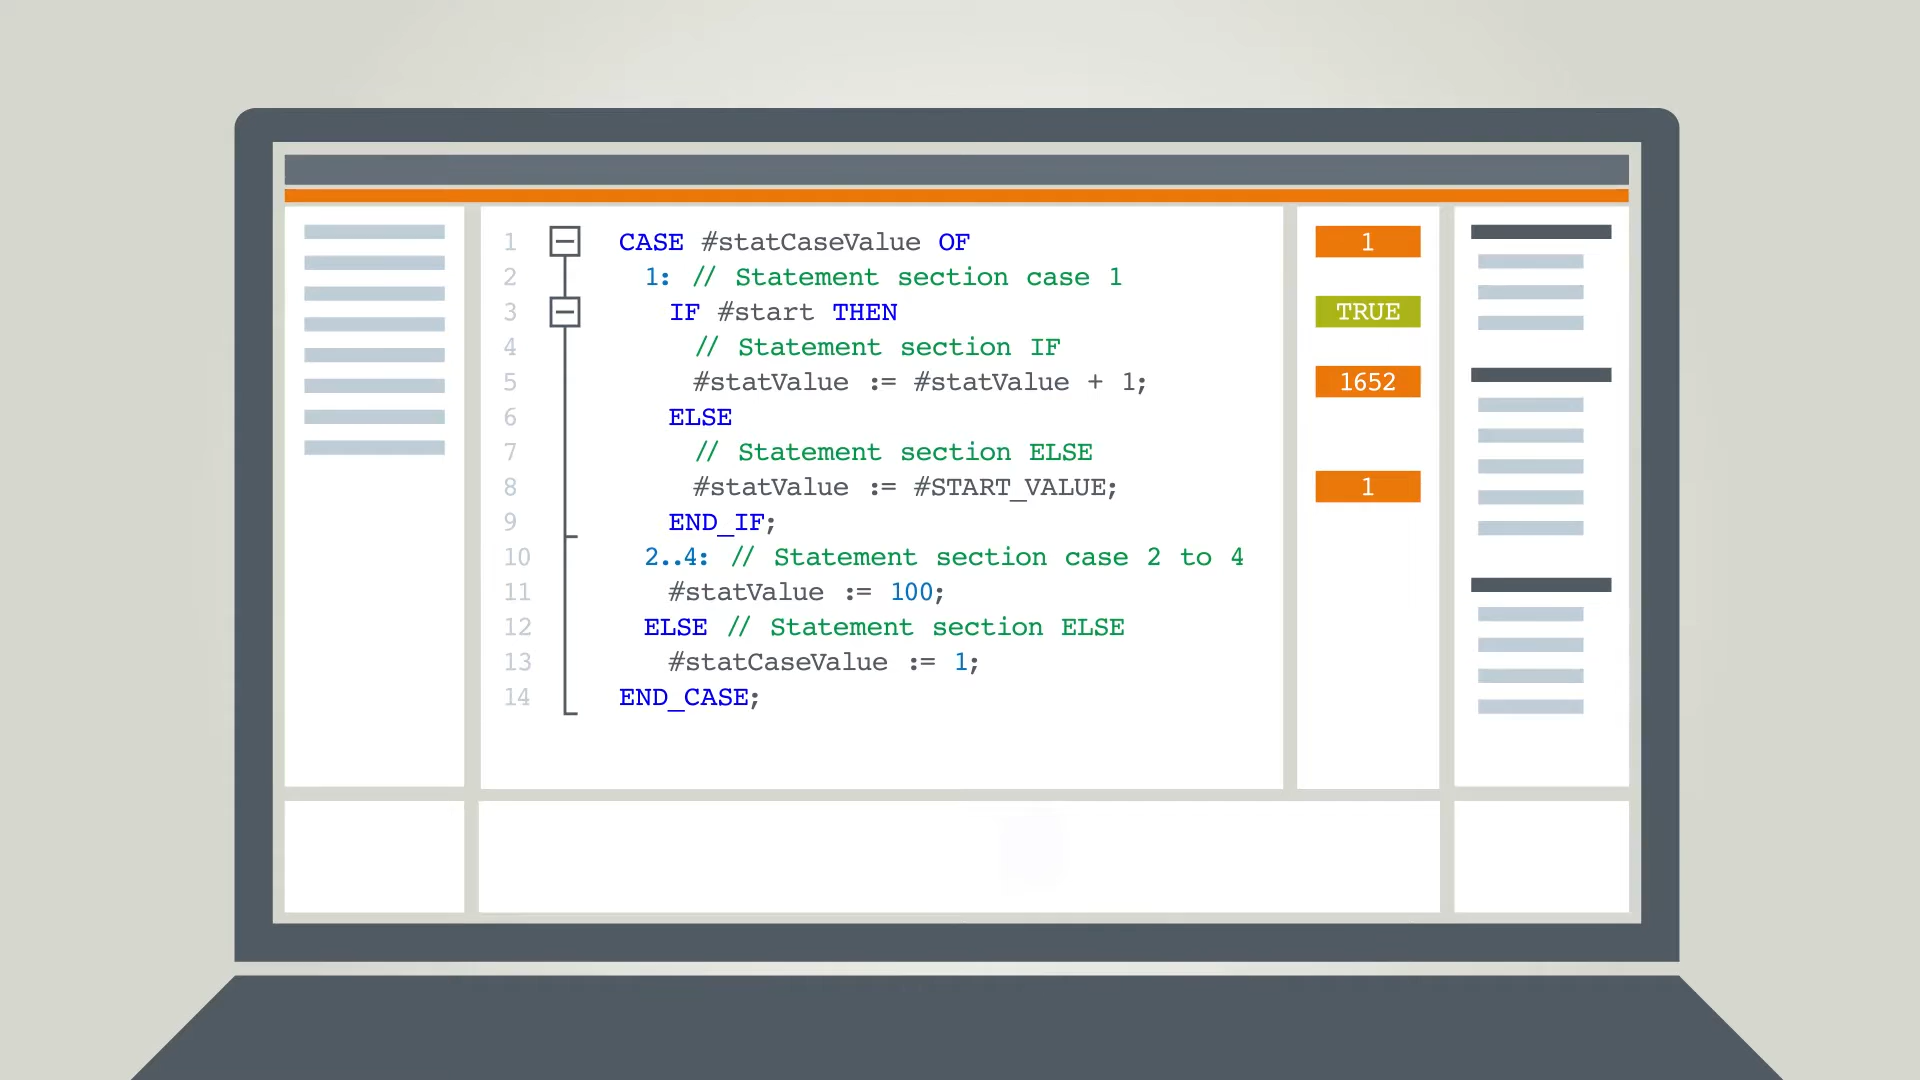 1 CASE #statCaseValue OF 1
2 1: // Statement section case 1
3 IF #start THEN TRUE
4 // Statement section IF
5 #statValue := #statValue + 1; 1652
6 ELSE
7 // Statement section ELSE
8 #statValue := #START_VALUE; 1
9 END_IF;
10 2..4: // Statement section case 2 to 4
11 #statValue := 100;
12 ELSE // Statement section ELSE
13 #statCaseValue := 1;
14 END_CASE;